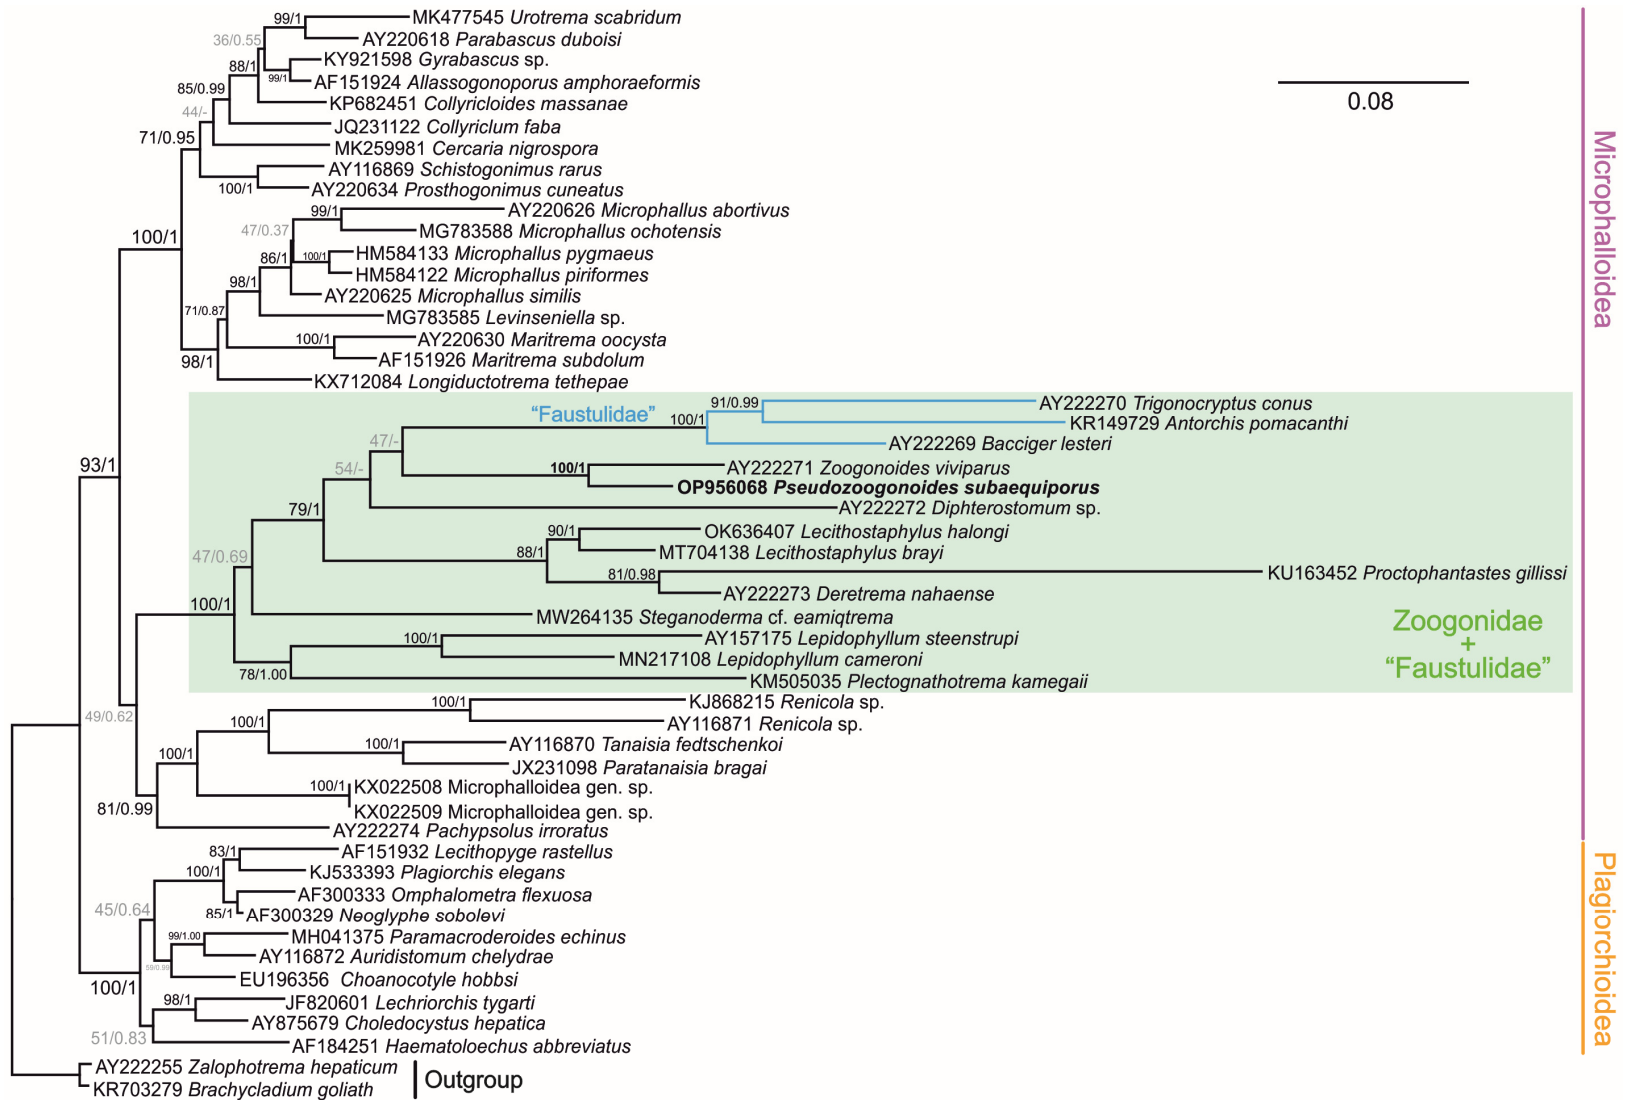 99/1
MK477545 Urotrema scabridum
36/0.55
AY220618 Parabascus duboisi
88/1
KY921598 Gyrabascus sp.
99/1
AF151924 Allassogonoporus amphoraeformis
85/0.99
KP682451 Collyricloides massanae
0.08
44/-
JQ231122 Collyriclum faba
71/0.95
MK259981 Cercaria nigrospora
AY116869 Schistogonimus rarus
100/1
AY220634 Prosthogonimus cuneatus
99/1
AY220626 Microphallus abortivus
47/0.37
MG783588 Microphallus ochotensis
100/1
86/1
100/1
HM584133 Microphallus pygmaeus
HM584122 Microphallus piriformes
98/1
AY220625 Microphallus similis
71/0.87
MG783585 Levinseniella sp.
100/1
AY220630 Maritrema oocysta
98/1
AF151926 Maritrema subdolum
KX712084 Longiductotrema tethepae
Microphalloidea
91/0.99
AY222270 Trigonocryptus conus
“Faustulidae”
100/1
KR149729 Antorchis pomacanthi
47/-
AY222269 Bacciger lesteri
93/1
54/-
100/1
AY222271 Zoogonoides viviparus
OP956068 Pseudozoogonoides subaequiporus
79/1
AY222272 Diphterostomum sp.
90/1
OK636407 Lecithostaphylus halongi
47/0.69
88/1
MT704138 Lecithostaphylus brayi
81/0.98
KU163452 Proctophantastes gillissi
AY222273 Deretrema nahaense
100/1
MW264135 Steganoderma cf. eamiqtrema
Zoogonidae
+
“Faustulidae”
100/1
AY157175 Lepidophyllum steenstrupi
MN217108 Lepidophyllum cameroni
78/1.00
KM505035 Plectognathotrema kamegaii
49/0.62
100/1
KJ868215 Renicola sp.
100/1
AY116871 Renicola sp.
100/1
100/1
AY116870 Tanaisia fedtschenkoi
JX231098 Paratanaisia bragai
100/1
KX022508 Microphalloidea gen. sp.
81/0.99
KX022509 Microphalloidea gen. sp.
AY222274 Pachypsolus irroratus
83/1
AF151932 Lecithopyge rastellus
100/1
KJ533393 Plagiorchis elegans
AF300333 Omphalometra flexuosa
45/0.64
85/1
AF300329 Neoglyphe sobolevi
99/1.00
MH041375 Paramacroderoides echinus
AY116872 Auridistomum chelydrae
EU196356 Choanocotyle hobbsi
100/1
98/1
JF820601 Lechriorchis tygarti
AY875679 Choledocystus hepatica
51/0.83
AF184251 Haematoloechus abbreviatus
Plagiorchioidea
AY222255 Zalophotrema hepaticum
KR703279 Brachycladium goliath
Outgroup